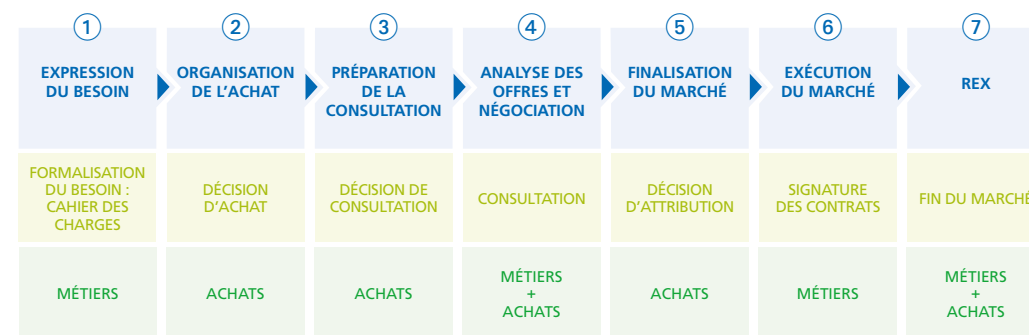 1
2
3
4
5
6
7
EXPRESSION
DU BESOIN
ORGANISATION
DE L'ACHAT
PRÉPARATION
DE LA
CONSULTATION
ANALYSE DES
OFFRES ET
NÉGOCIATION
FINALISATION
DU MARCHÉ
EXÉCUTION
DU MARCHÉ
REX
FORMALISATION
DU BESOIN :
CAHIER DES
CHARGES
DÉCISION
D'ACHAT
DÉCISION DE
CONSULTATION
CONSULTATION
DÉCISION
D'ATTRIBUTION
SIGNATURE
DES CONTRATS
FIN DU MARCHÉ
MÉTIERS
ACHATS
ACHATS
MÉTIERS
+
ACHATS
ACHATS
MÉTIERS
MÉTIERS
+
ACHATS